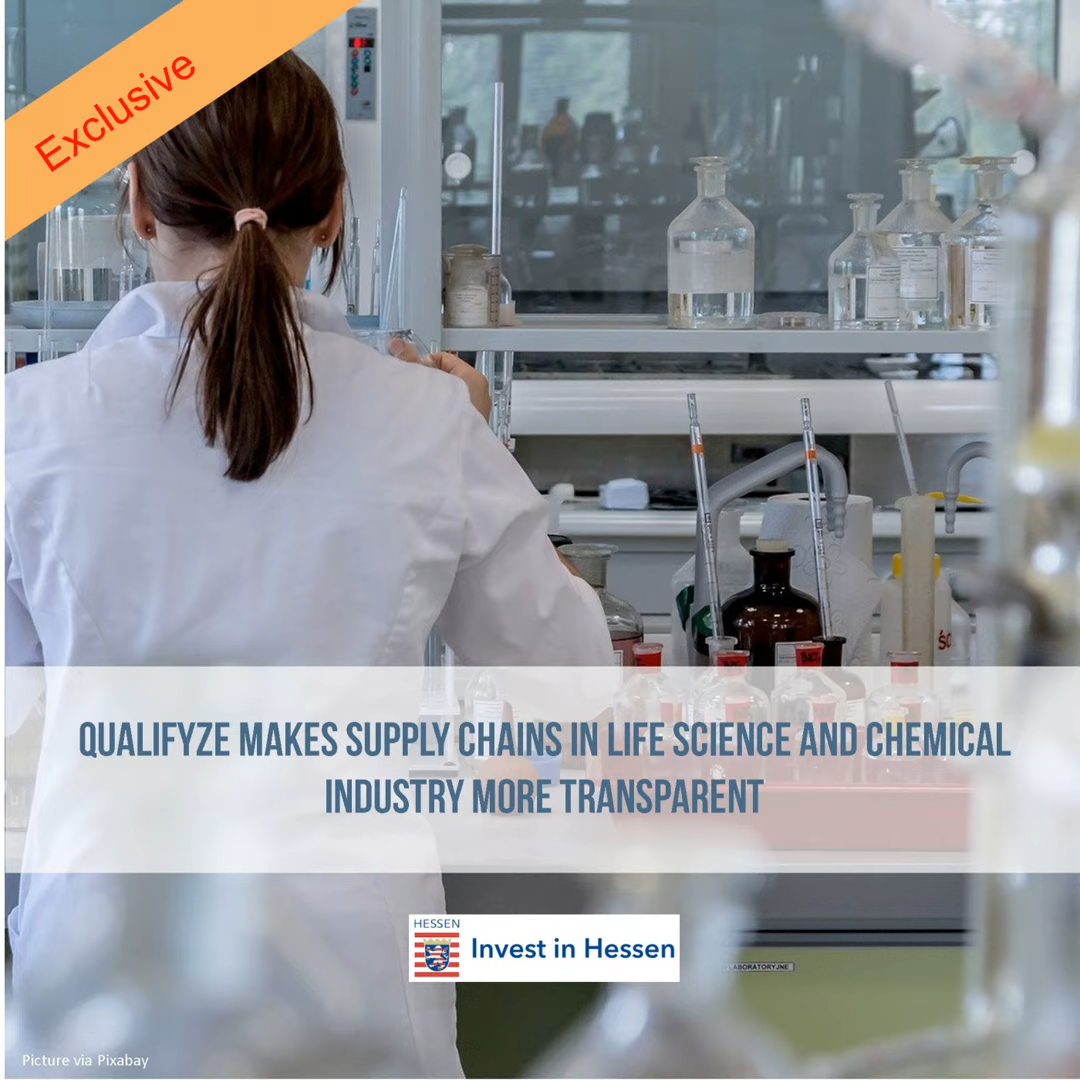 Exclusive
QUALIFYZE MAKES SUPPLY CHAINS IN LIFE SCIENCE AND CHEMICAL
INDUSTRY MORE TRANSPARENT
HESSEN
Invest in Hessen
LABORATORYJNE
Picture via Pixabay